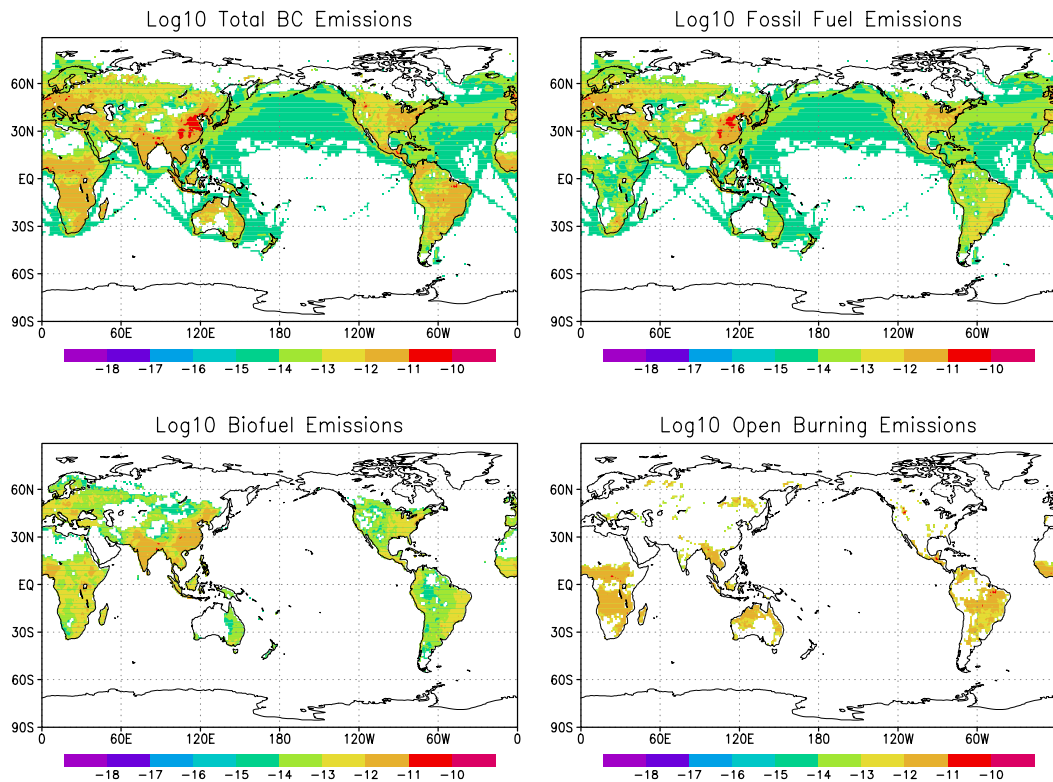 Log10 Total BC Emissions
60N
30N
EQ
30S
60S
90S
0 60E 120E 180 120W 60W 0
-18 -17 -16 -15 -14 -13 -12 -11 -10
Log10 Fossil Fuel Emissions
60N
30N
EQ
30S
60S
90S
0 60E 120E 180 120W 60W
-18 -17 -16 -15 -14 -13 -12 -11 -10
Log10 Biofuel Emissions
60N
30N
EQ
30S
60S
90S
0 60E 120E 180 120W 60W 0
-18 -17 -16 -15 -14 -13 -12 -11 -10
Log10 Open Burning Emissions
60N
30N
EQ
30S
60S
90S
0 60E 120E 180 120W 60W
-18 -17 -16 -15 -14 -13 -12 -11 -10